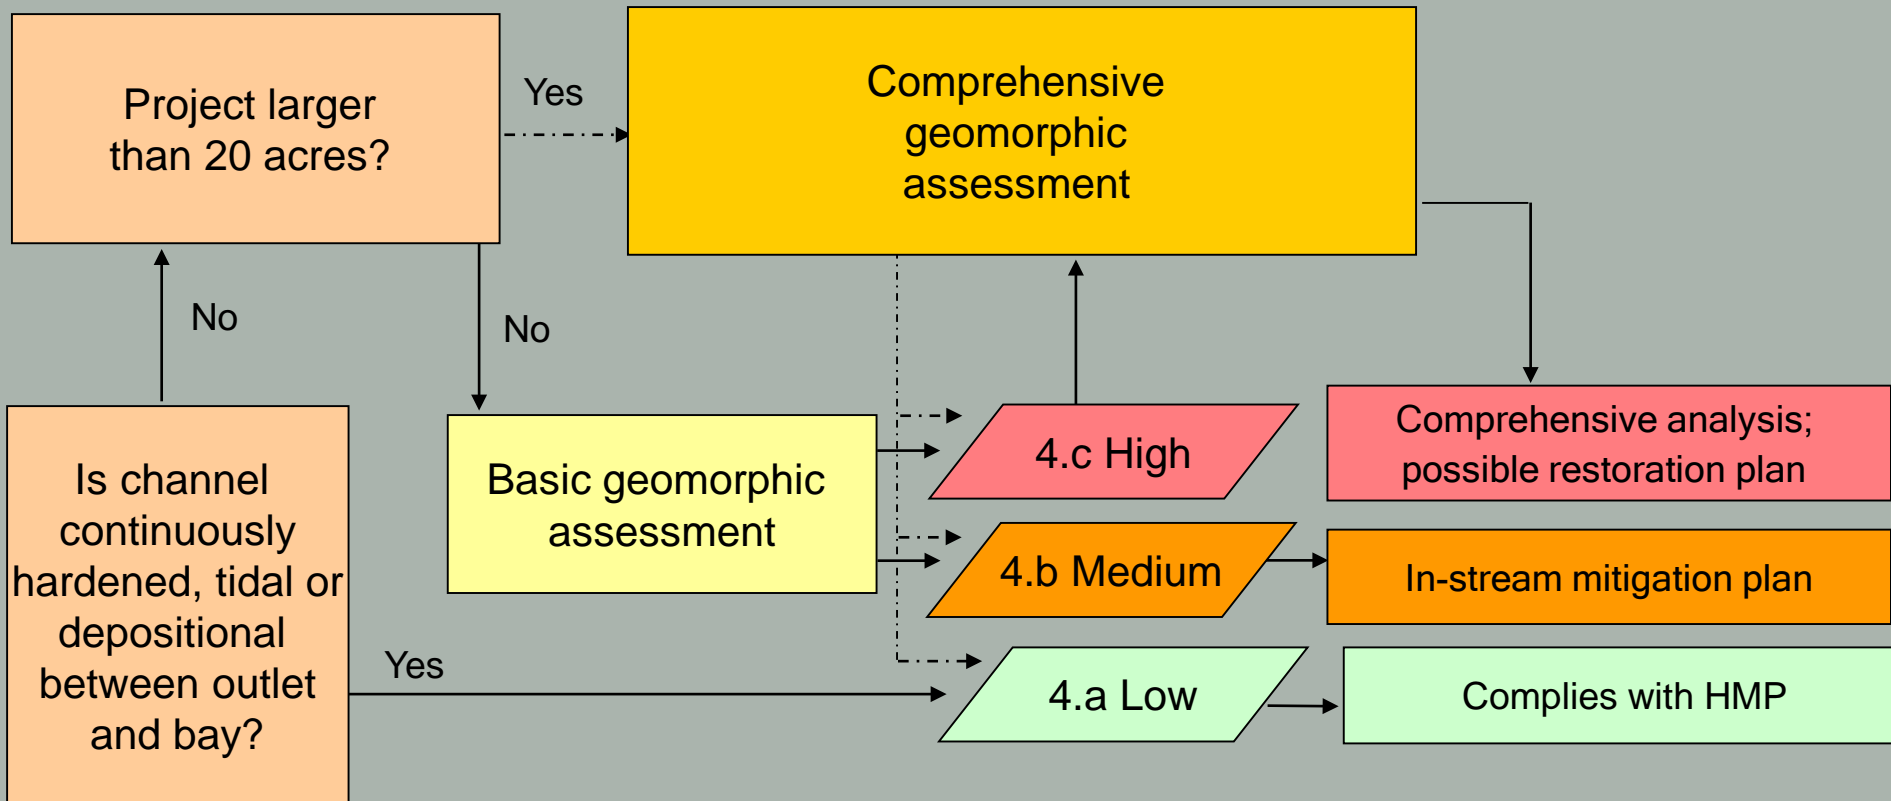 Project larger
than 20 acres?
Yes
Comprehensive
geomorphic
assessment
No
No
Is channel
continuously
hardened, tidal or
depositional
between outlet
and bay?
Basic geomorphic
assessment
4.c High
Comprehensive analysis;
possible restoration plan
4.b Medium
In-stream mitigation plan
Yes
4.a Low
Complies with HMP